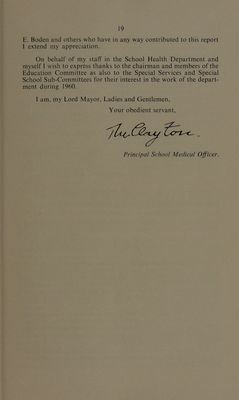 19
E. Boden and others who have in any way contributed to this report
I extend my appreciation.
On behalf of my staff in the School Health Department and
myself I wish to express thanks to the chairman and members of the
Education Committee as also to the Special Services and Special
School Sub-Committees for their interest in the work of the depart-
ment during 1960.
I am, my Lord Mayor, Ladies and Gentlemen,
Your obedient servant,
Principal School Medical Officer.